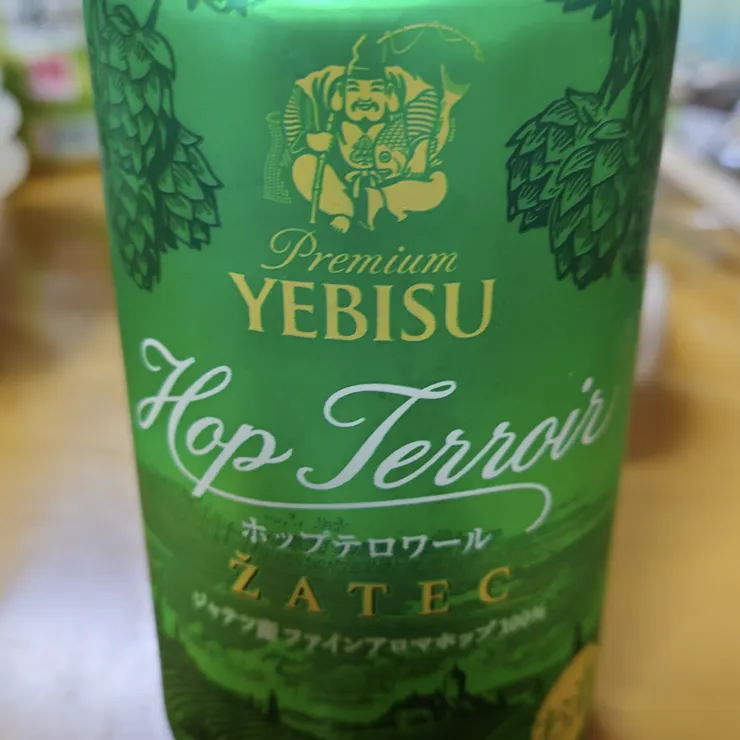 Premium
YEBISU
Hop Terroir
ホップテロワール
ŽATEC
ジャテツ産 ファインアロマホップ100%